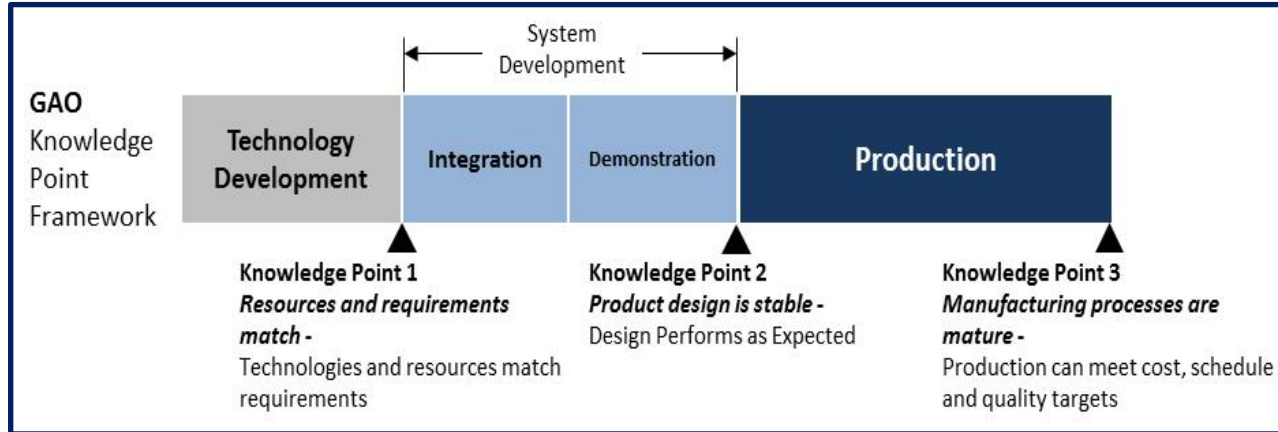 System
Development
GAO
Knowledge
Point
Framework
Technology
Development
Integration
Demonstration
Production
Knowledge Point 1
Resources and requirements
match -
Technologies and resources match
requirements
Knowledge Point 2
Product design is stable -
Design Performs as Expected
Knowledge Point 3
Manufacturing processes are
mature -
Production can meet cost, schedule
and quality targets